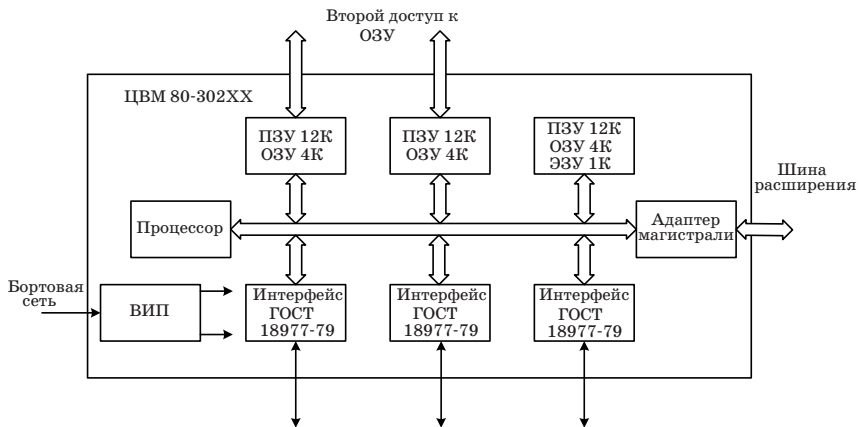 Второй доступ к
ОЗУ
ЦВМ 80-302XX
ПЗУ 12К
ОЗУ 4К
ПЗУ 12К
ОЗУ 4К
ПЗУ 12К
ОЗУ 4К
ЭЗУ 1К
Шина
расширения
Процессор
Адаптер
магистрали
Бортовая
сеть
ВИП
Интерфейс
ГОСТ
18977-79
Интерфейс
ГОСТ
18977-79
Интерфейс
ГОСТ
18977-79